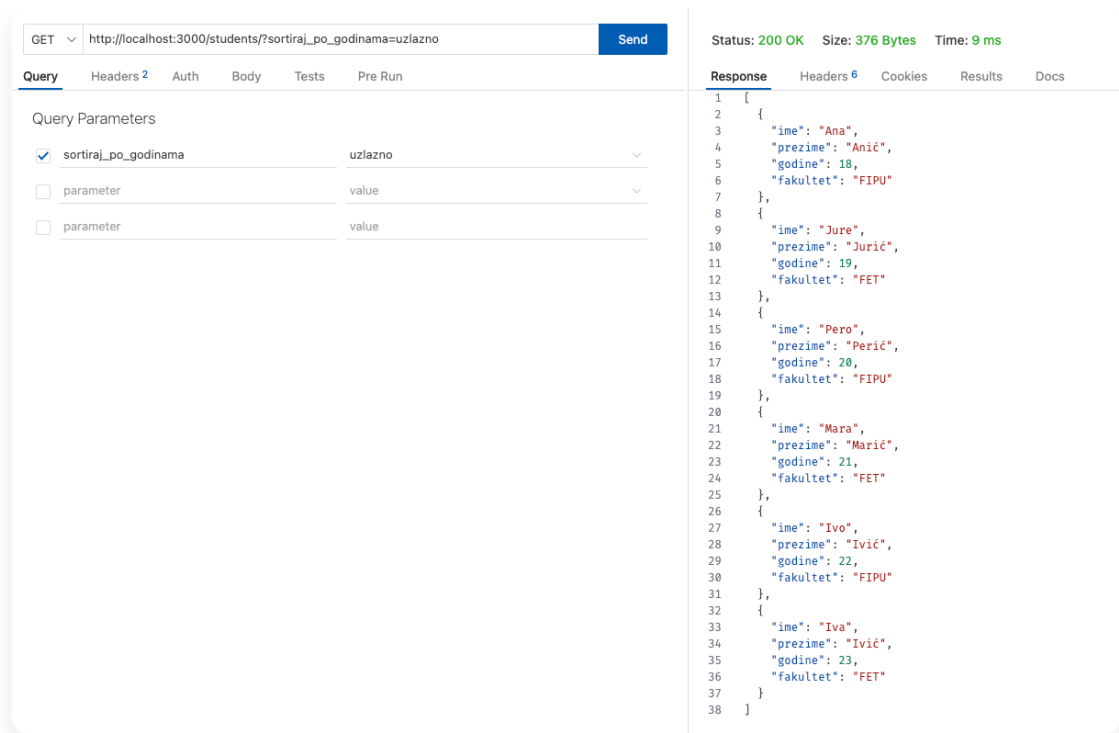 GET http://localhost:3000/students/?sortiraj_po_godinama=uzlazno Send
Query Headers 2 Auth Body Tests Pre Run
Query Parameters
sortiraj_po_godinama uzlazno
parameter value
parameter value
Status: 200 OK Size: 376 Bytes Time: 9 ms
Response Headers 6 Cookies Results Docs
1 [
2 {
3 "ime": "Ana",
4 "prezime": "Anić",
5 "godine": 18,
6 "fakultet": "FIPU"
7 },
8 {
9 "ime": "Jure",
10 "prezime": "Jurić",
11 "godine": 19,
12 "fakultet": "FET"
13 },
14 {
15 "ime": "Pero",
16 "prezime": "Perić",
17 "godine": 20,
18 "fakultet": "FIPU"
19 },
20 {
21 "ime": "Mara",
22 "prezime": "Marić",
23 "godine": 21,
24 "fakultet": "FET"
25 },
26 {
27 "ime": "Ivo",
28 "prezime": "Ivić",
29 "godine": 22,
30 "fakultet": "FIPU"
31 },
32 {
33 "ime": "Iva",
34 "prezime": "Ivić",
35 "godine": 23,
36 "fakultet": "FET"
37 }
38 ]